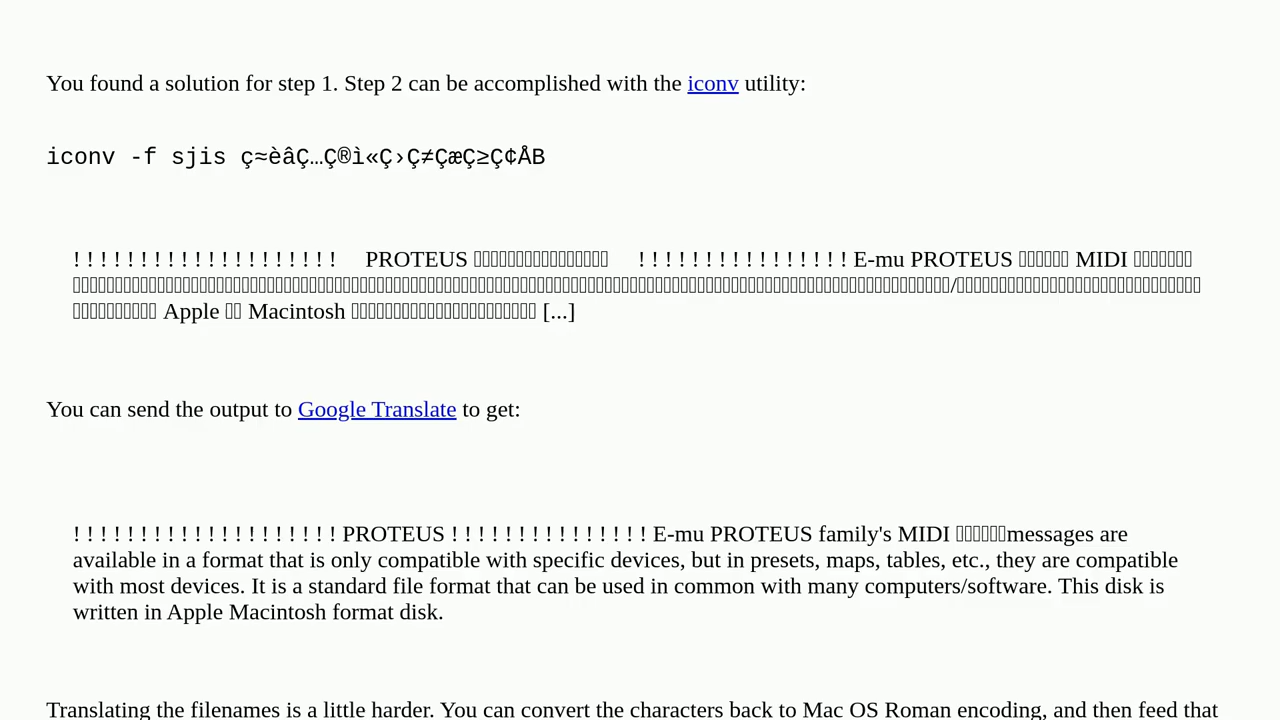 You found a solution for step 1. Step 2 can be accomplished with the iconv utility:
iconv -f sjis ç≈èâÇ…Ç®ì«Ç›Ç≠ÇæÇ≥Ç¢ÅB
! ! ! ! ! ! ! ! ! ! ! ! ! ! ! ! ! ! ! ! PROTEUS ! ! ! ! ! ! ! ! ! ! ! ! ! ! ! ! E-mu PROTEUS MIDI
/
Apple Macintosh [...]
You can send the output to Google Translate to get:
! ! ! ! ! ! ! ! ! ! ! ! ! ! ! ! ! ! ! ! PROTEUS ! ! ! ! ! ! ! ! ! ! ! ! ! ! ! E-mu PROTEUS family's MIDI messages are
available in a format that is only compatible with specific devices, but in presets, maps, tables, etc., they are compatible
with most devices. It is a standard file format that can be used in common with many computers/software. This disk is
written in Apple Macintosh format disk.
Translating the filenames is a little harder. You can convert the characters back to Mac OS Roman encoding, and then feed that